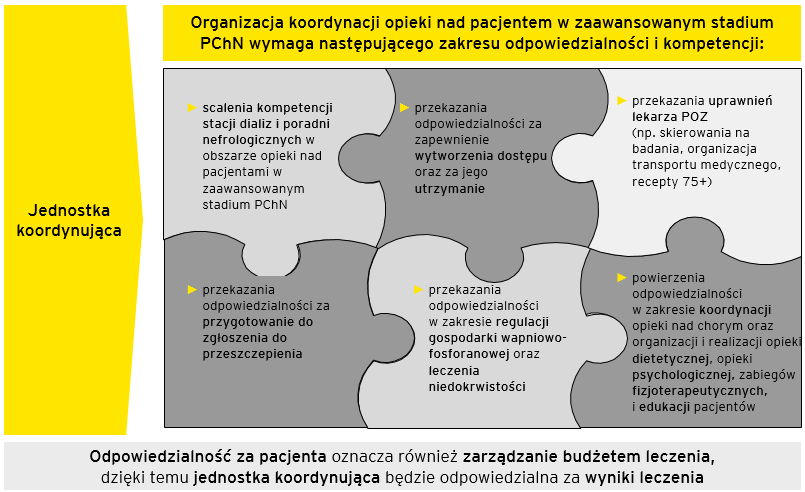 Organizacja koordynacji opieki nad pacjentem w zaawansowanym stadium
PChN wymaga następującego zakresu odpowiedzialności i kompetencji:
Jednostka
koordynująca
scalenia kompetencji
stacji dializ i poradni
nefrologicznych w
obszarze opieki nad
pacjentami w
zaawansowanym
stadium PChN
przekazania
odpowiedzialności za
zapewnienie
wytworzenia dostępu
oraz za jego
utrzymanie
przekazania uprawnień
lekarza POZ
(np. skierowania na
badania, organizacja
transportu medycznego,
recepty 75+)
przekazania
odpowiedzialności za
przygotowanie do
zgłoszenia do
przeszczepienia
przekazania
odpowiedzialności
w zakresie regulacji
gospodarki wapniowo-
fosforanowej oraz
leczenia
niedokrwistości
powierzenia
odpowiedzialności
w zakresie koordynacji
opieki nad chorym oraz
organizacji i realizacji opieki
dietetycznej, opieki
psychologicznej, zabiegów
fizjoterapeutycznych,
i edukacji pacjentów
Odpowiedzialność za pacjenta oznacza również zarządzanie budżetem leczenia,
dzięki temu jednostka koordynująca będzie odpowiedzialna za wyniki leczenia